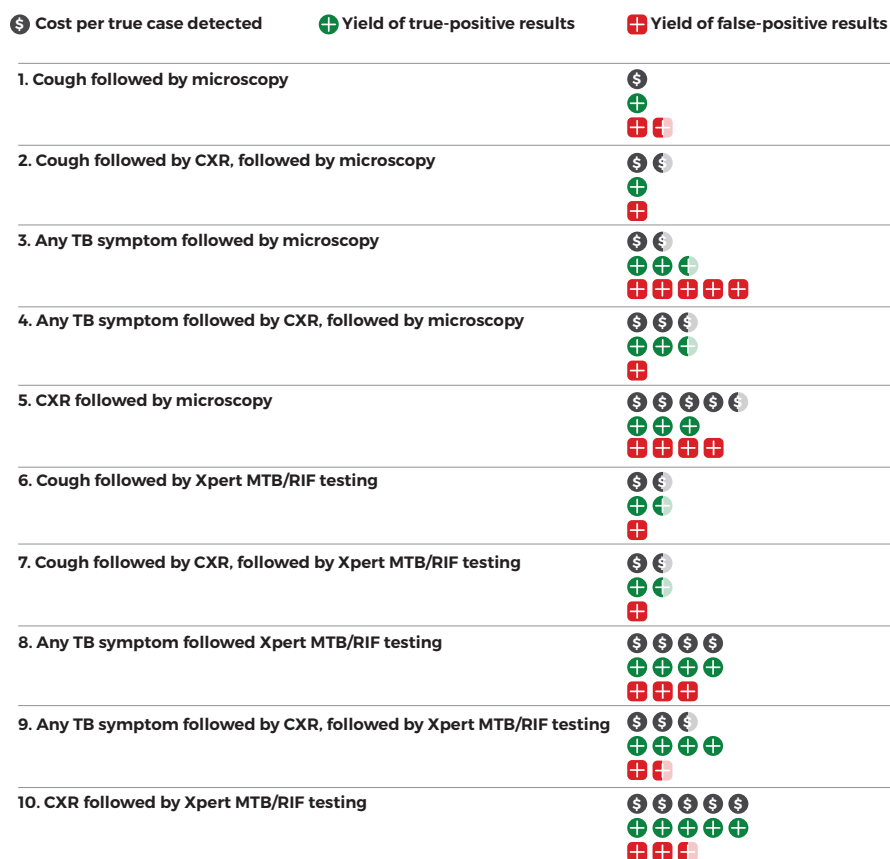 $ Cost per true case detected + Yield of true-positive results + Yield of false-positive results
1. Cough followed by microscopy $
+
+ +
2. Cough followed by CXR, followed by microscopy $ $
+
+
3. Any TB symptom followed by microscopy $ $
+ + +
+ + + + +
4. Any TB symptom followed by CXR, followed by microscopy $ $ $
+ + +
+
5. CXR followed by microscopy $ $ $ $ $
+ + +
+ + + +
6. Cough followed by Xpert MTB/RIF testing $ $
+ +
+
7. Cough followed by CXR, followed by Xpert MTB/RIF testing $ $
+ +
+
8. Any TB symptom followed Xpert MTB/RIF testing $ $ $ $
+ + + +
+ + +
9. Any TB symptom followed by CXR, followed by Xpert MTB/RIF testing $ $ $
+ + + +
+ +
10. CXR followed by Xpert MTB/RIF testing $ $ $ $ $
+ + + + +
+ + +